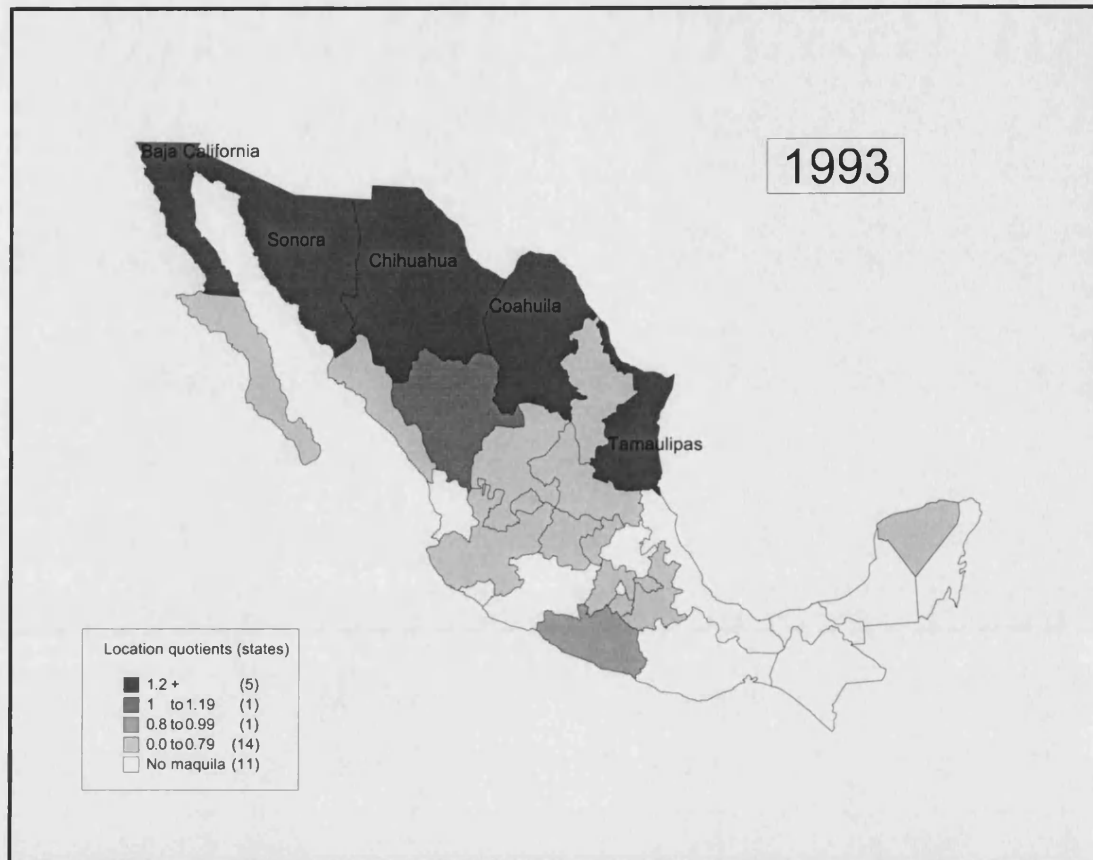 1993
Baja California
Sonora
Chihuahua
Coahuila
Tamaulipas
Location quotients (states)
1.2 + (5)
1 to 1.19 (1)
0.8 to 0.99 (1)
0.0 to 0.79 (14)
No maquila (11)